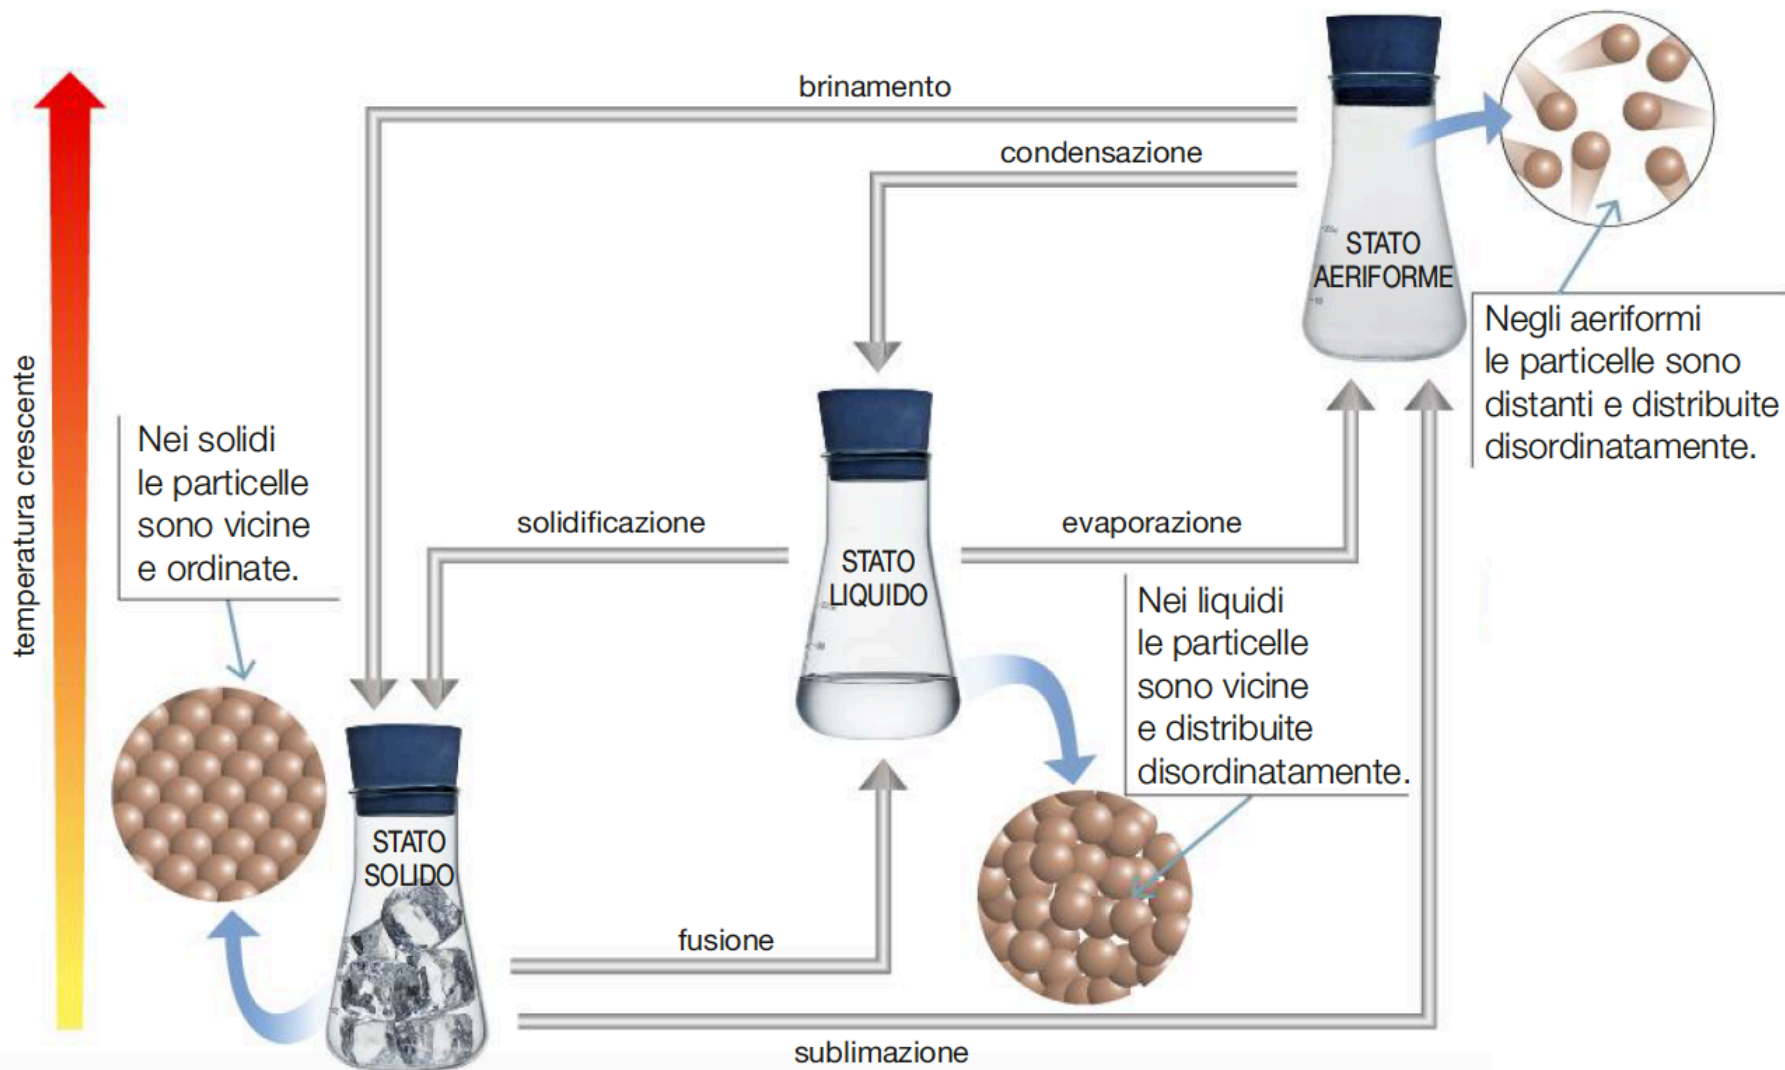 brinamento
condensazione
STATO
AERIFORME
Negli aeriformi
le particelle sono
distanti e distribuite
disordinatamente.
temperatura crescente
Nei solidi
le particelle
sono vicine
e ordinate.
solidificazione
evaporazione
STATO
LIQUIDO
Nei liquidi
le particelle
sono vicine
e distribuite
disordinatamente.
STATO
SOLIDO
fusione
sublimazione